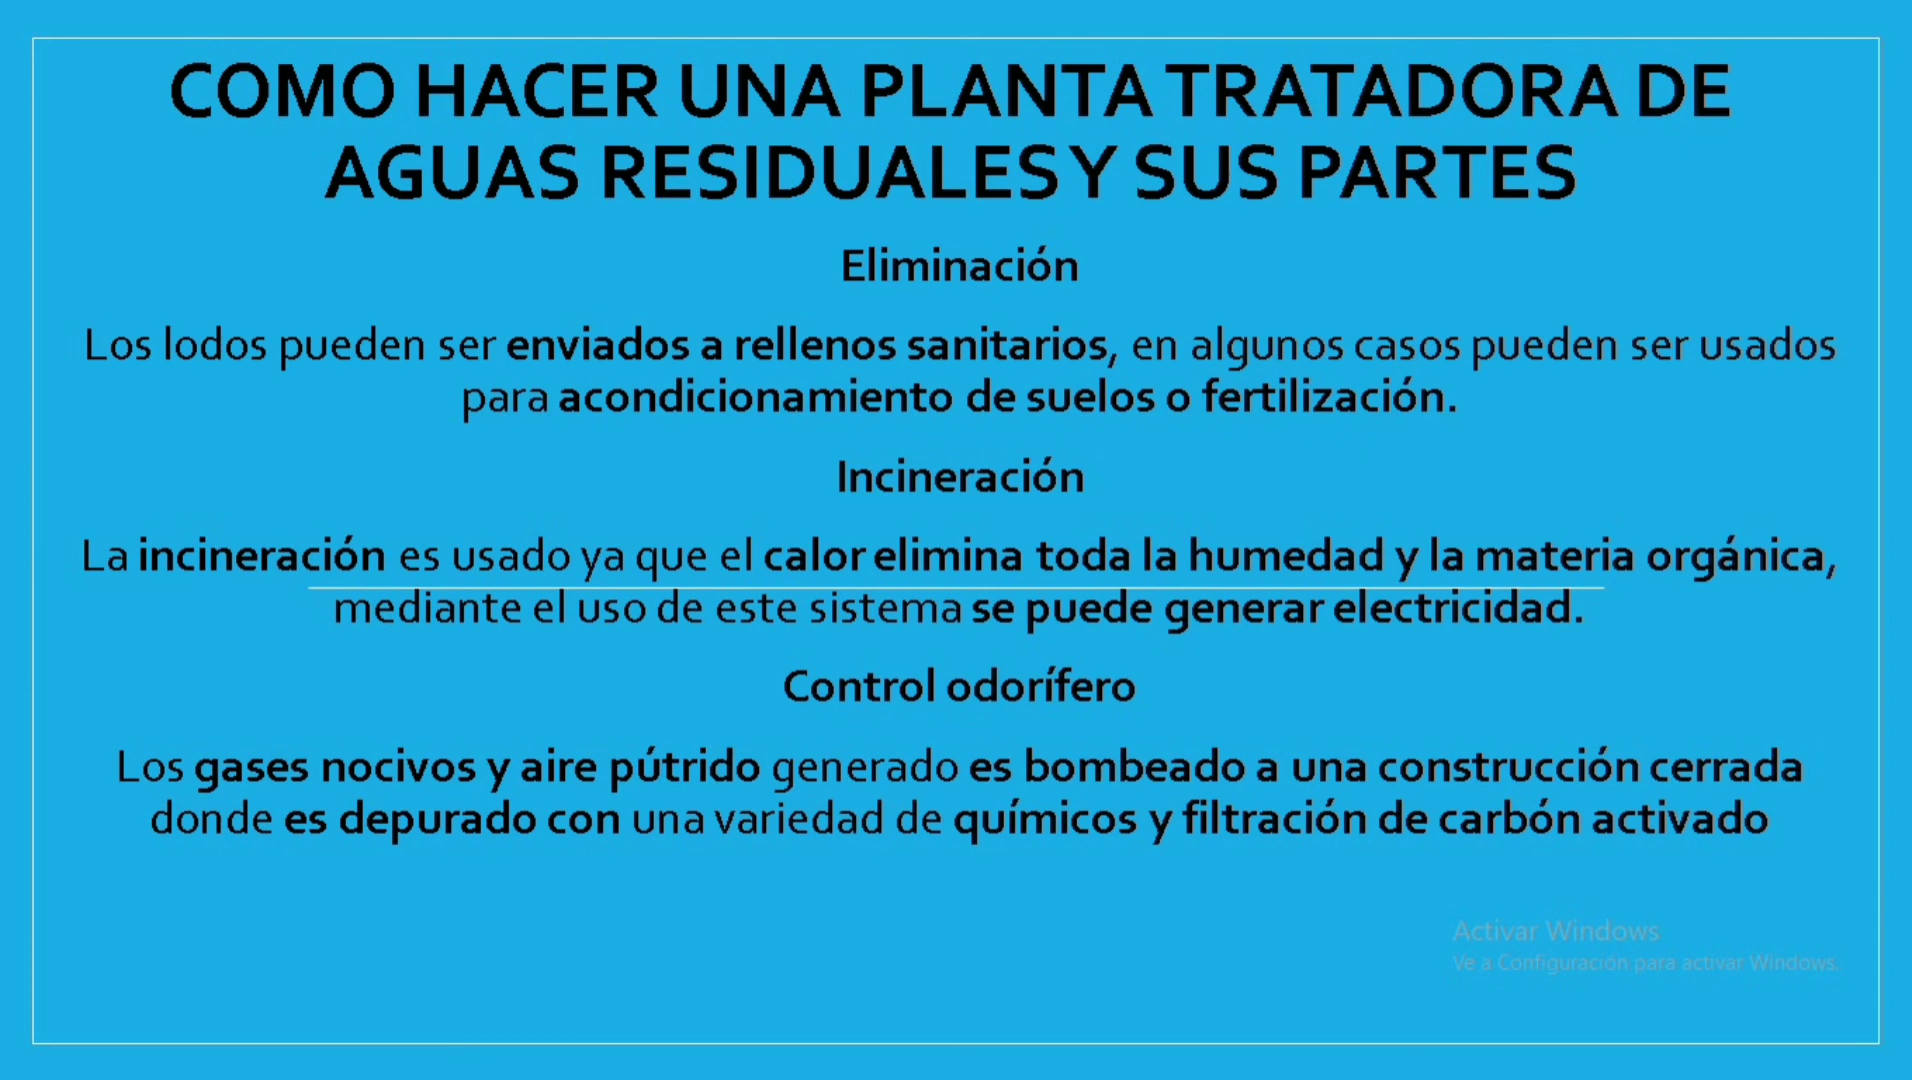 COMO HACER UNA PLANTA TRATADORA DE
AGUAS RESIDUALES Y SUS PARTES
Eliminación
Los lodos pueden ser enviados a rellenos sanitarios, en algunos casos pueden ser usados
para acondicionamiento de suelos o fertilización.
Incineración
La incineración es usado ya que el calor elimina toda la humedad y la materia orgánica,
mediante el uso de este sistema se puede generar electricidad.
Control odorífero
Los gases nocivos y aire pútrido generado es bombeado a una construcción cerrada
donde es depurado con una variedad de químicos y filtración de carbón activado
Activar Windows
Ve a Configuración para activar Windows.